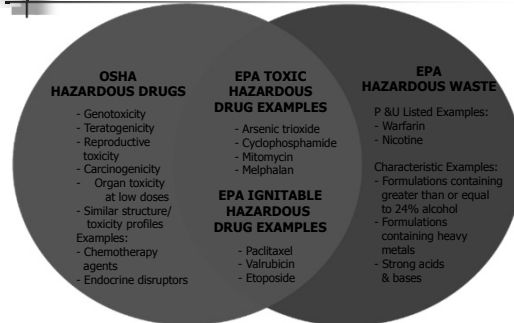 OSHA
HAZARDOUS DRUGS
- Genotoxicity
- Teratogenicity
- Reproductive
toxicity
- Carcinogenicity
- Organ toxicity
at low doses
- Similar structure/
toxicity profiles
Examples:
- Chemotherapy
agents
- Endocrine disruptors
EPA TOXIC
HAZARDOUS
DRUG EXAMPLES
- Arsenic trioxide
- Cyclophosphamide
- Mitomycin
- Melphalan
EPA IGNITABLE
HAZARDOUS
DRUG EXAMPLES
- Paclitaxel
- Valrubicin
- Etoposide
EPA
HAZARDOUS WASTE
P &U Listed Examples:
- Warfarin
- Nicotine
Characteristic Examples:
- Formulations containing
greater than or equal
to 24% alcohol
- Formulations
containing heavy
metals
- Strong acids
& bases